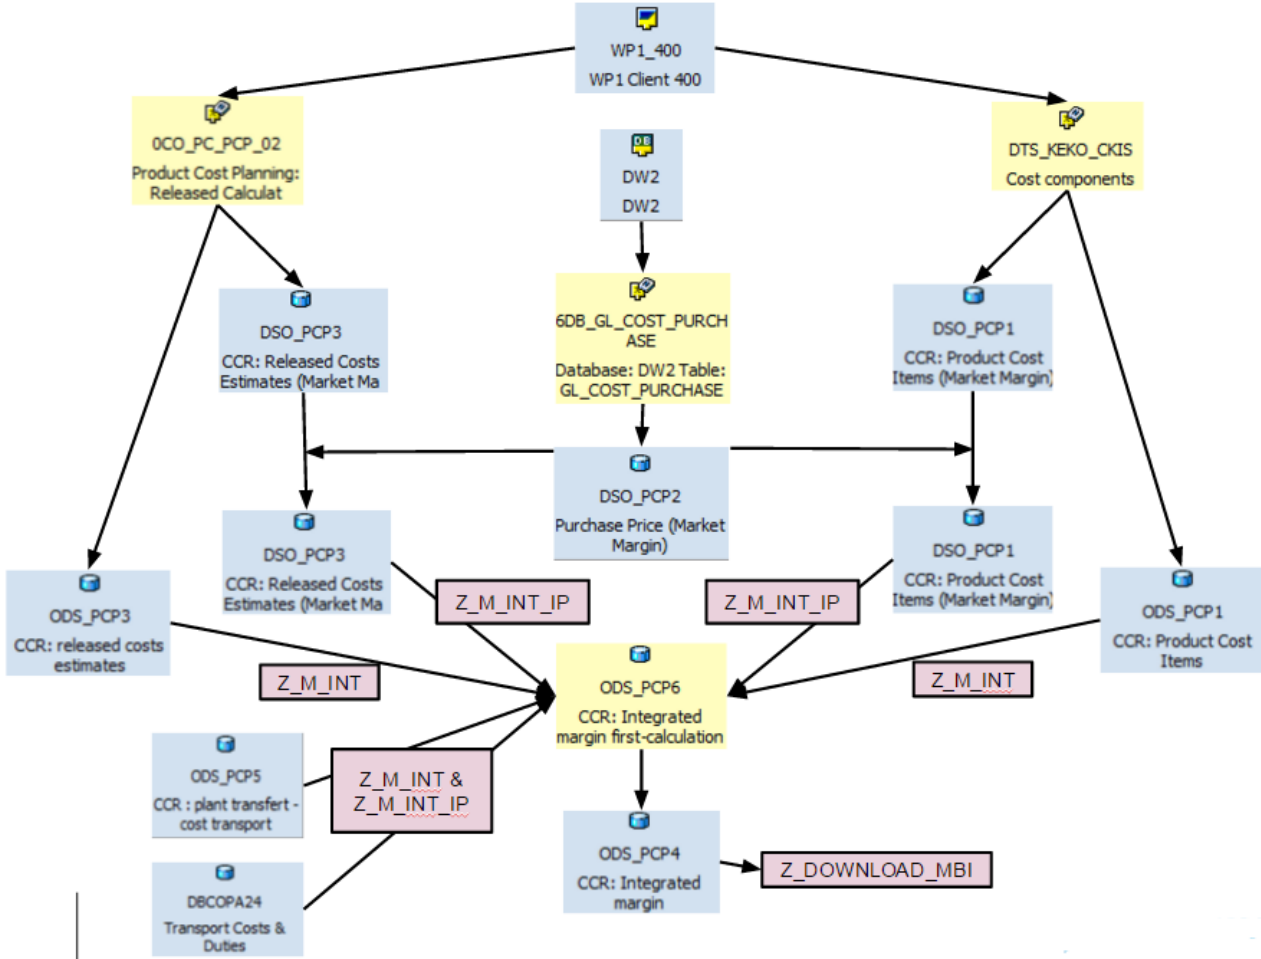 WP1_400
WP1 Client 400
0CO_PC_PCP_02
Product Cost Planning:
Released Calculat
DW2
DW2
DTS_KEKO_CKIS
Cost components
DSO_PCP3
CCR: Released Costs
Estimates (Market Ma
6DB_GL_COST_PURCH
ASE
Database: DW2 Table:
GL_COST_PURCHASE
DSO_PCP1
CCR: Product Cost
Items (Market Margin)
DSO_PCP2
Purchase Price (Market
Margin)
DSO_PCP3
CCR: Released Costs
Estimates (Market Ma
DSO_PCP1
CCR: Product Cost
Items (Market Margin)
ODS_PCP3
CCR: released costs
estimates
Z_M_INT_IP
Z_M_INT_IP
ODS_PCP1
CCR: Product Cost
Items
Z_M_INT
ODS_PCP6
CCR: Integrated
margin first-calculation
Z_M_INT
ODS_PCP5
CCR : plant transfert -
cost transport
Z_M_INT &
Z_M_INT_IP
ODS_PCP4
CCR: Integrated
margin
Z_DOWNLOAD_MBI
DBCOPA24
Transport Costs &
Duties